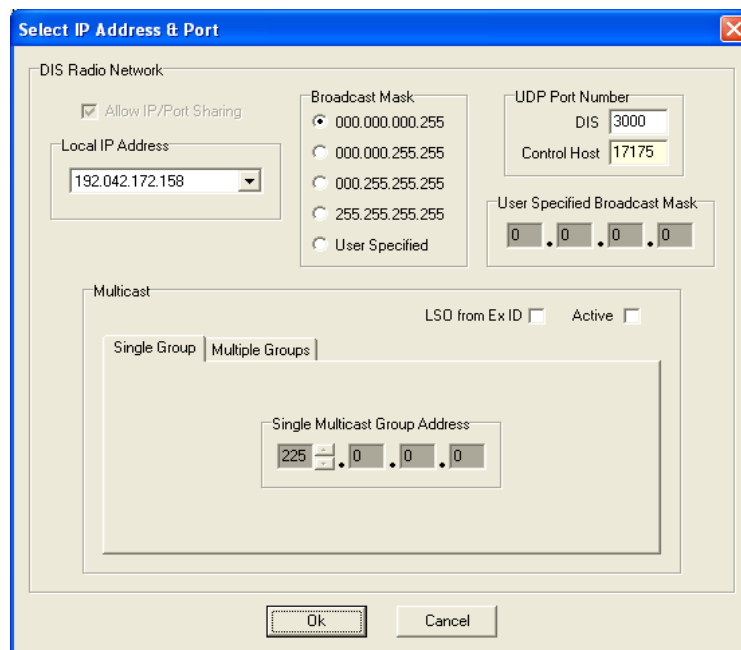 Select IP Address & Port
DIS Radio Network
Allow IP/Port Sharing
Local IP Address
192.042.172.158
Broadcast Mask
000.000.000.255
000.000.255.255
000.255.255.255
255.255.255.255
User Specified
UDP Port Number
DIS 3000
Control Host 17175
User Specified Broadcast Mask
0 . 0 . 0 . 0
Multicast
LSO from Ex ID Active
Single Group Multiple Groups
Single Multicast Group Address
225 . 0 . 0 . 0
Ok Cancel